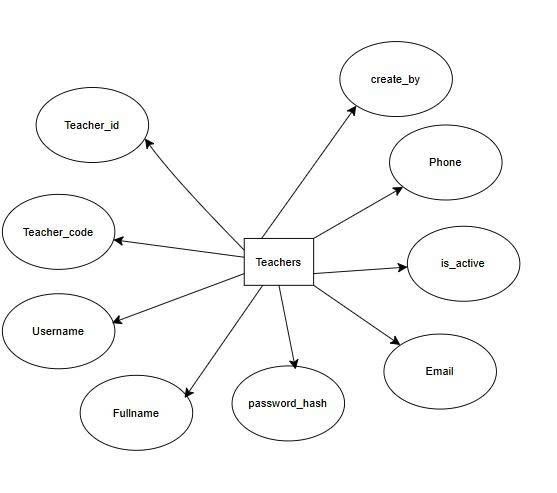 create_by
Teacher_id
Phone
Teacher_code
Teachers
is_active
Username
Email
password_hash
Fullname